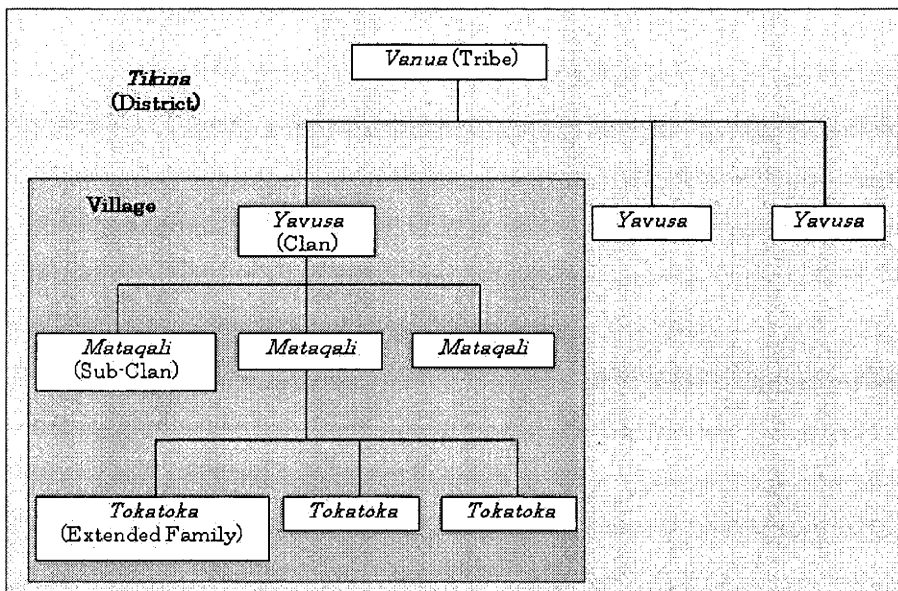 Vanua (Tribe)
Tikina
(District)
Village
Yavusa
(Clan)
Yavusa
Yavusa
Mataqali
(Sub-Clan)
Mataqali
Mataqali
Tokatoka
(Extended Family)
Tokatoka
Tokatoka